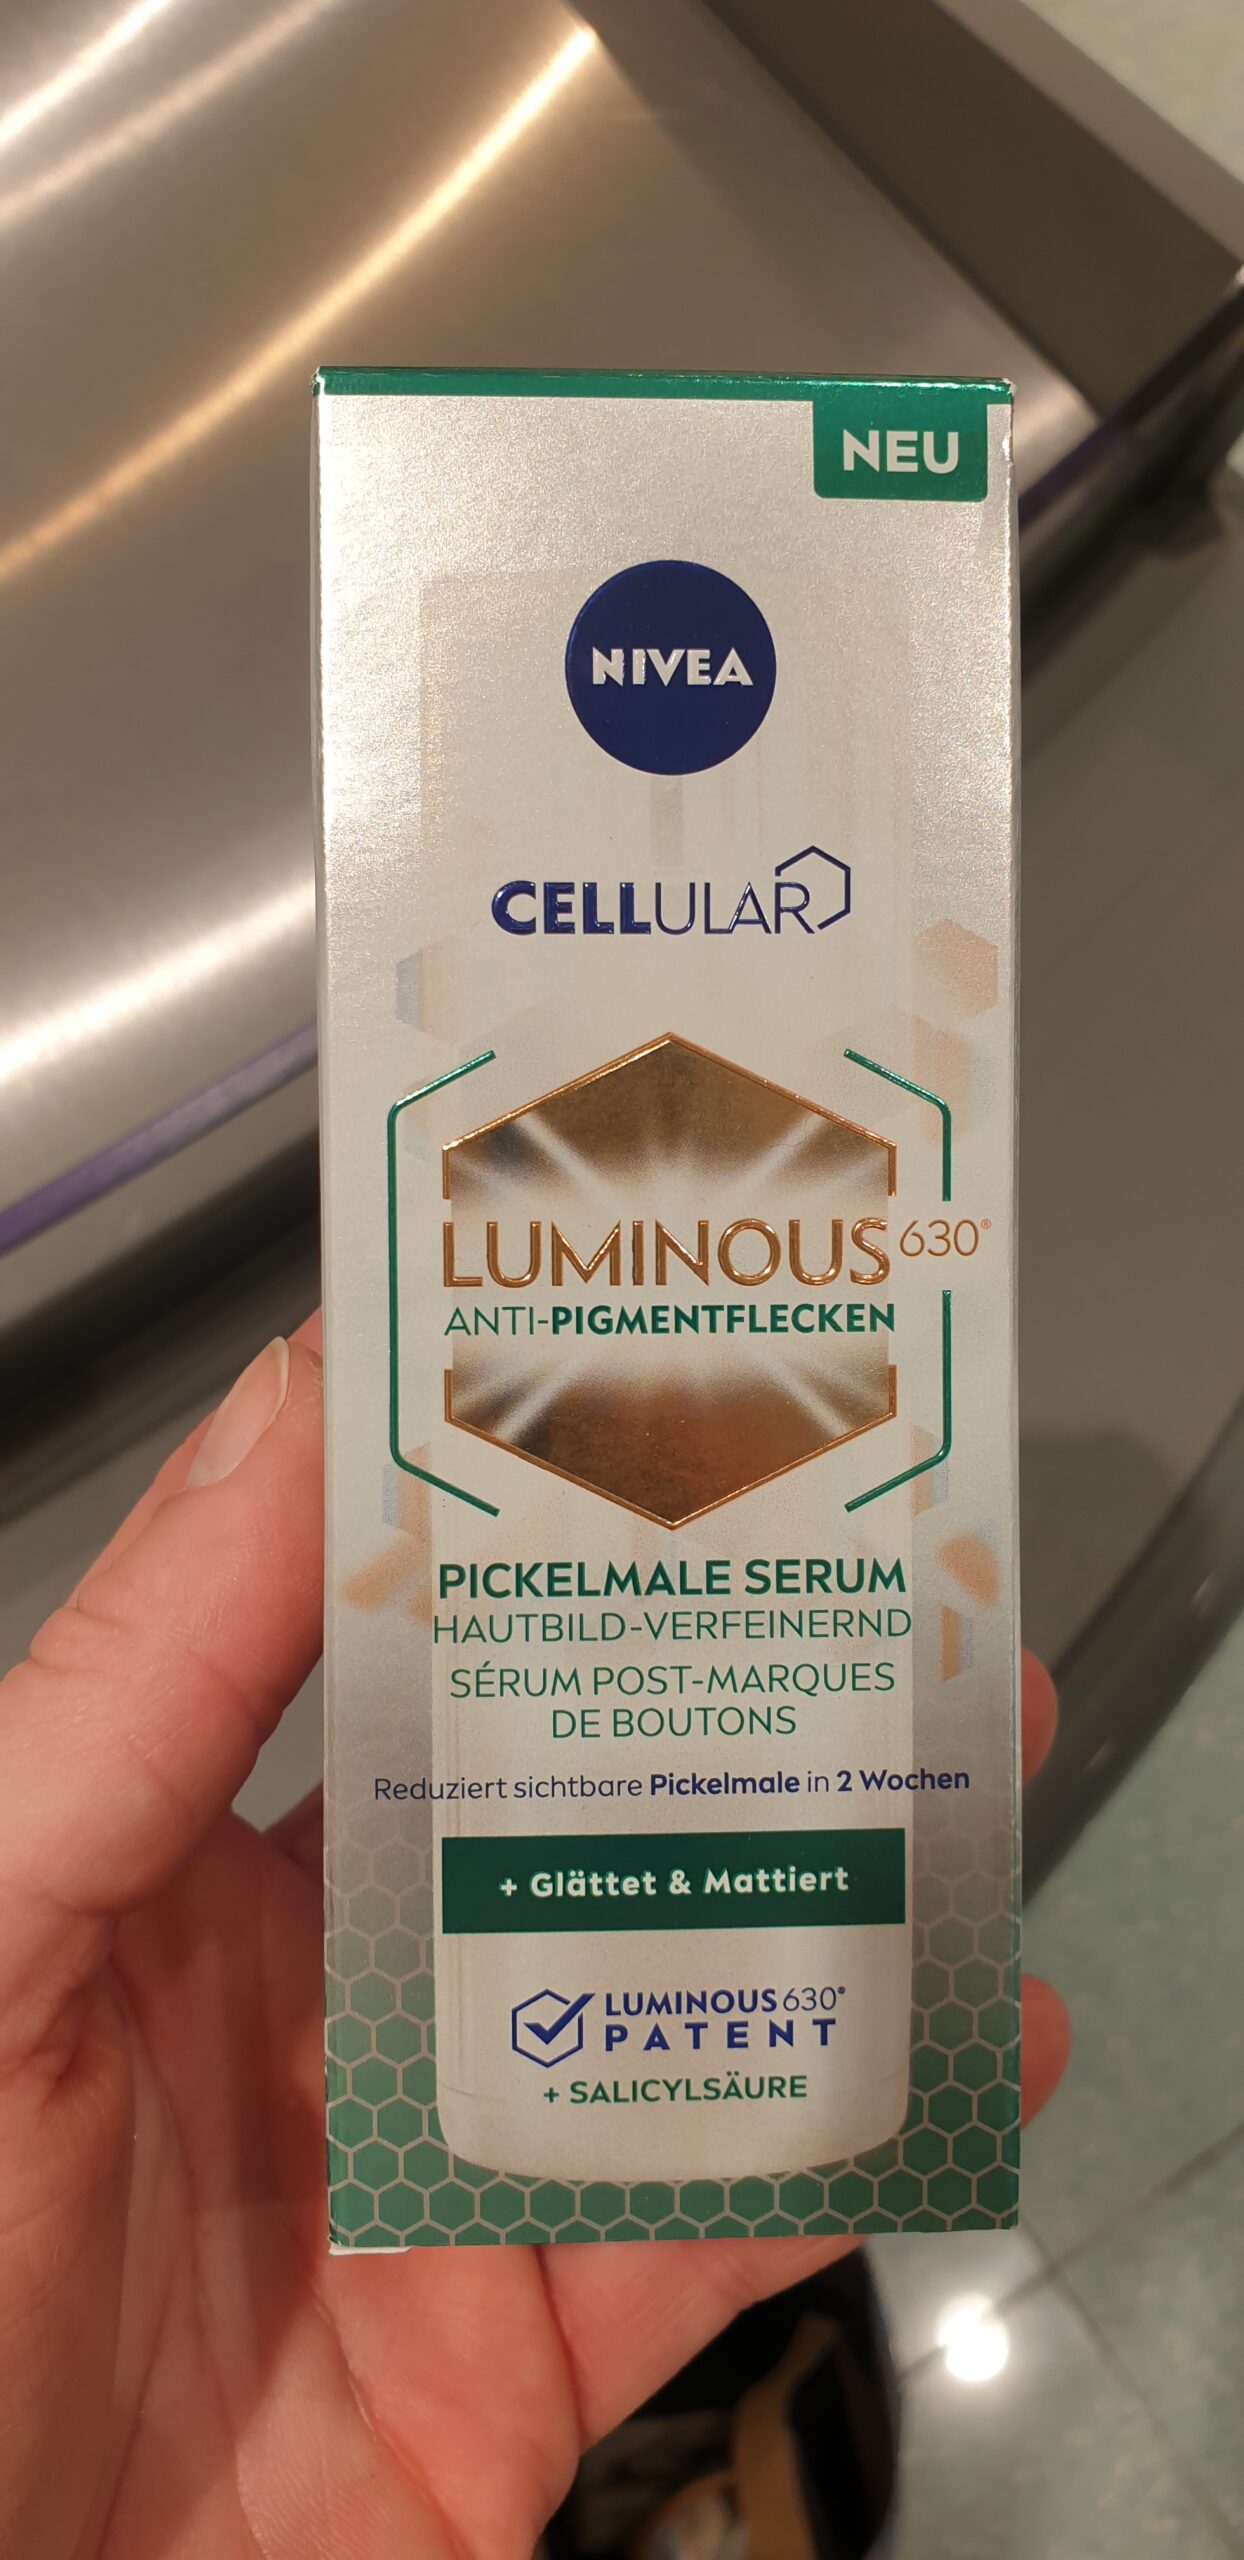 NEU
NIVEA
CELLULAR
LUMINOUS630®
ANTI-PIGMENTFLECKEN
PICKELMALE SERUM
HAUTBILD-VERFEINERND
SÉRUM POST-MARQUES
DE BOUTONS
Reduziert sichtbare Pickelmale in 2 Wochen
+ Glättet & Mattiert
LUMINOUS630®
PATENT
+ SALICYLSÄURE